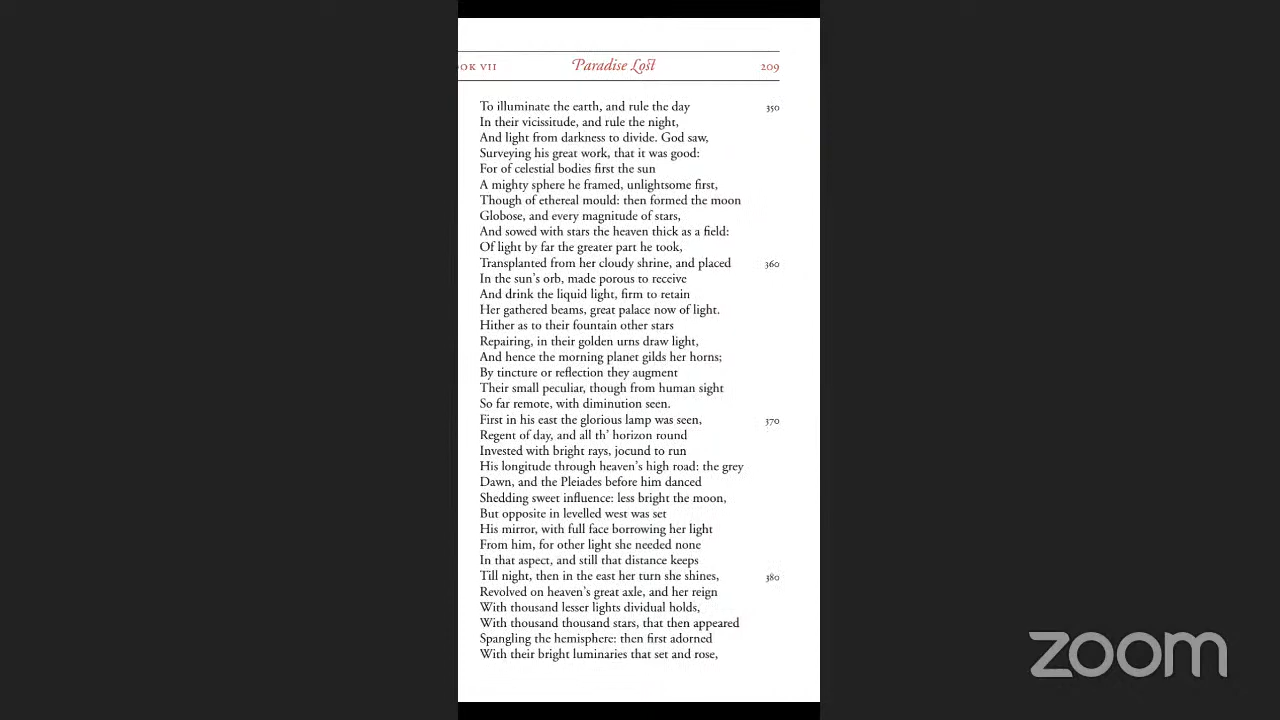 OK VII Paradise Lost 209
To illuminate the earth, and rule the day 350
In their vicissitude, and rule the night,
And light from darkness to divide. God saw,
Surveying his great work, that it was good:
For of celestial bodies first the sun
A mighty sphere he framed, unlightsome first,
Though of ethereal mould: then formed the moon
Globose, and every magnitude of stars,
And sowed with stars the heaven thick as a field:
Of light by far the greater part he took,
Transplanted from her cloudy shrine, and placed 360
In the sun's orb, made porous to receive
And drink the liquid light, firm to retain
Her gathered beams, great palace now of light.
Hither as to their fountain other stars
Repairing, in their golden urns draw light,
And hence the morning planet gilds her horns;
By tincture or reflection they augment
Their small peculiar, though from human sight
So far remote, with diminution seen.
First in his east the glorious lamp was seen, 370
Regent of day, and all th' horizon round
Invested with bright rays, jocund to run
His longitude through heaven's high road: the grey
Dawn, and the Pleiades before him danced
Shedding sweet influence: less bright the moon,
But opposite in levelled west was set
His mirror, with full face borrowing her light
From him, for other light she needed none
In that aspect, and still that distance keeps
Till night, then in the east her turn she shines, 380
Revolved on heaven's great axle, and her reign
With thousand lesser lights dividual holds,
With thousand thousand stars, that then appeared
Spangling the hemisphere: then first adorned
With their bright luminaries that set and rose,
zoom